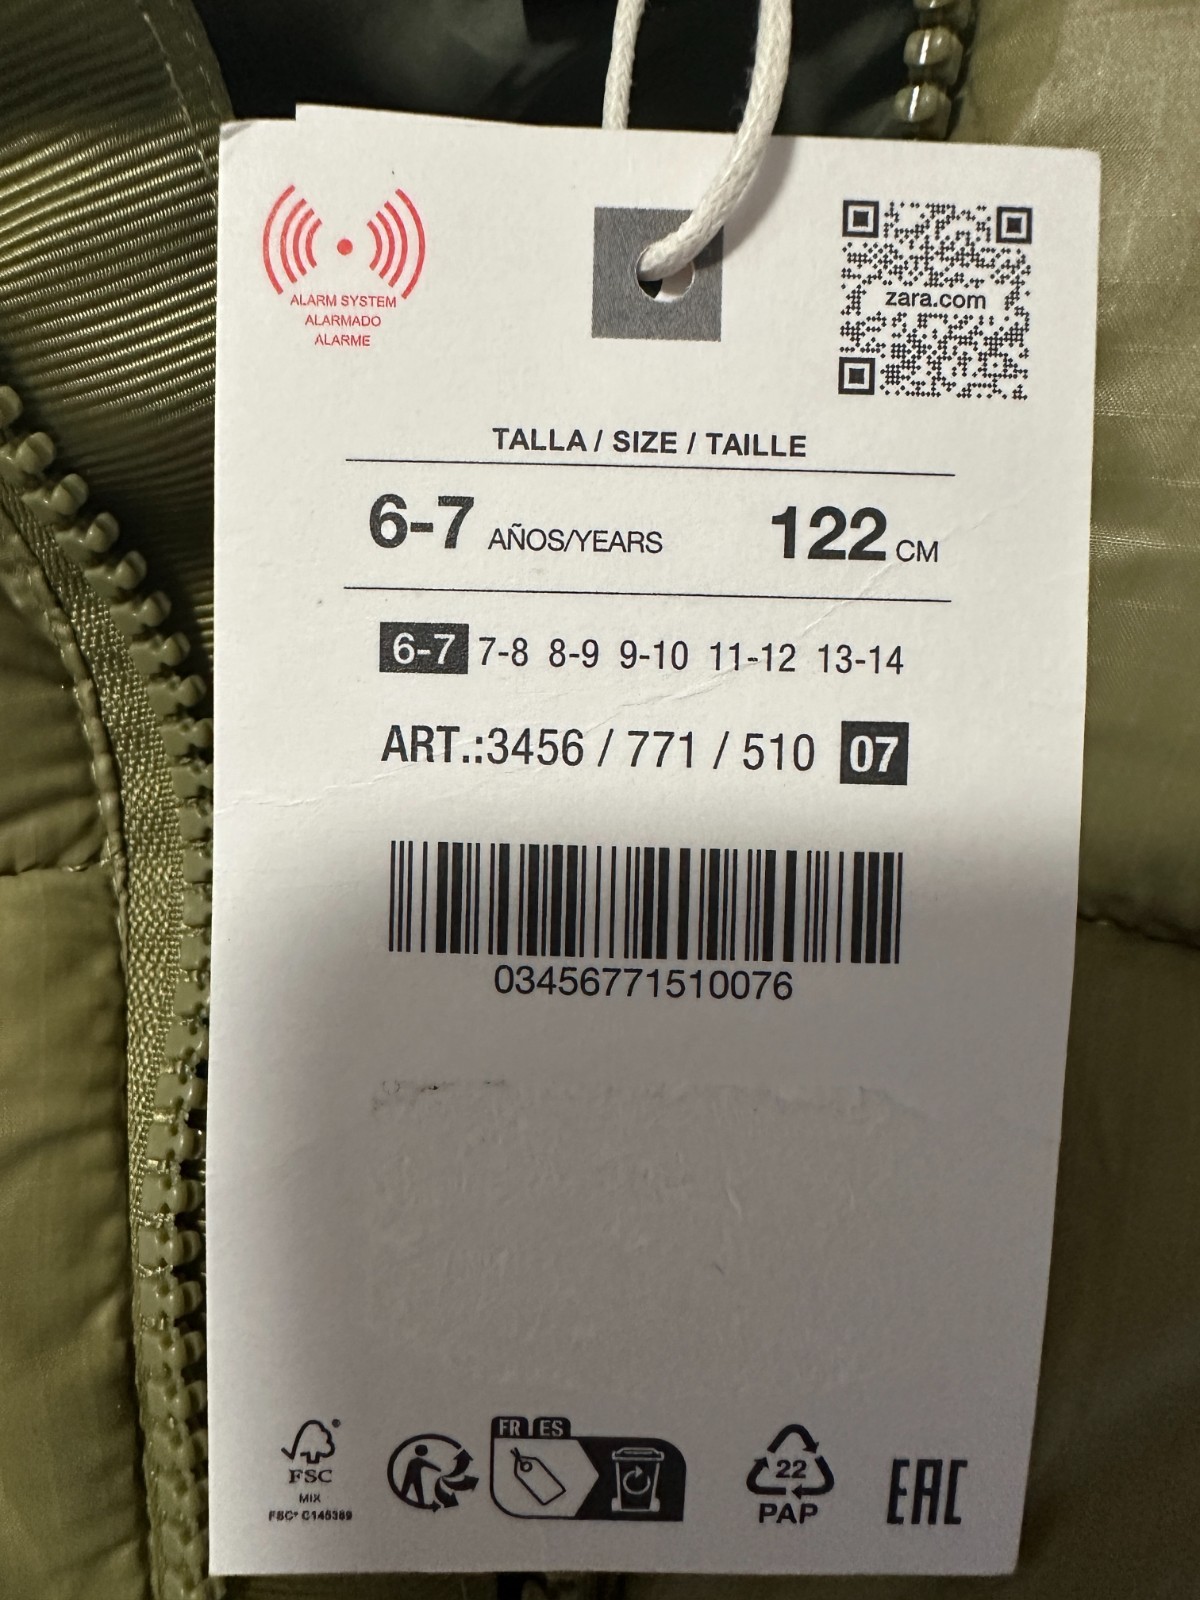 ALARM SYSTEM
ALARMADO
ALARME
zara.com
TALLA / SIZE / TAILLE
6-7 AÑOS/YEARS 122 CM
6-7 7-8 8-9 9-10 11-12 13-14
ART.:3456 / 771 / 510 07
03456771510076
FR ES
FSC
MIX
FSC® C145389
22
PAP
EAC